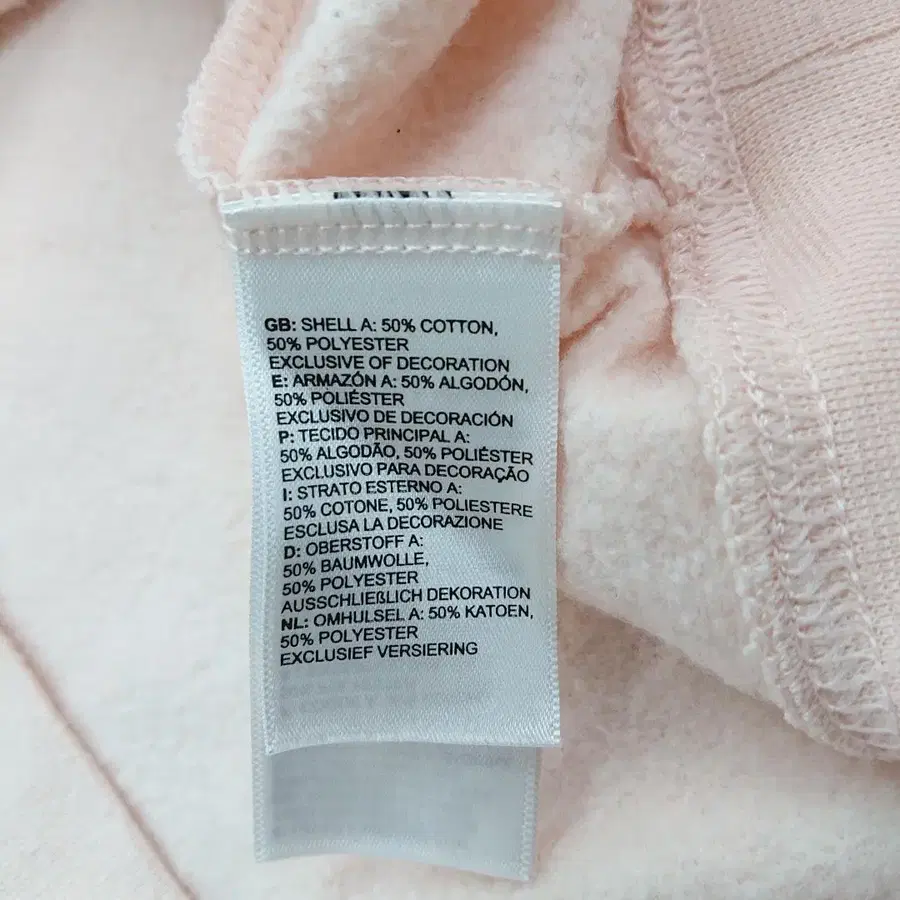 GB: SHELL A: 50% COTTON,
50% POLYESTER
EXCLUSIVE OF DECORATION
E: ARMAZÓN A: 50% ALGODÓN,
50% POLIÉSTER
EXCLUSIVO DE DECORACIÓN
P: TECIDO PRINCIPAL A:
50% ALGODÃO, 50% POLIÉSTER
EXCLUSIVO PARA DECORAÇÃO
I: STRATO ESTERNO A:
50% COTONE, 50% POLIESTERE
ESCLUSA LA DECORAZIONE
D: OBERSTOFF A:
50% BAUMWOLLE,
50% POLYESTER
AUSSCHLIEßLICH DEKORATION
NL: OMHULSEL A: 50% KATOEN,
50% POLYESTER
EXCLUSIEF VERSIERING